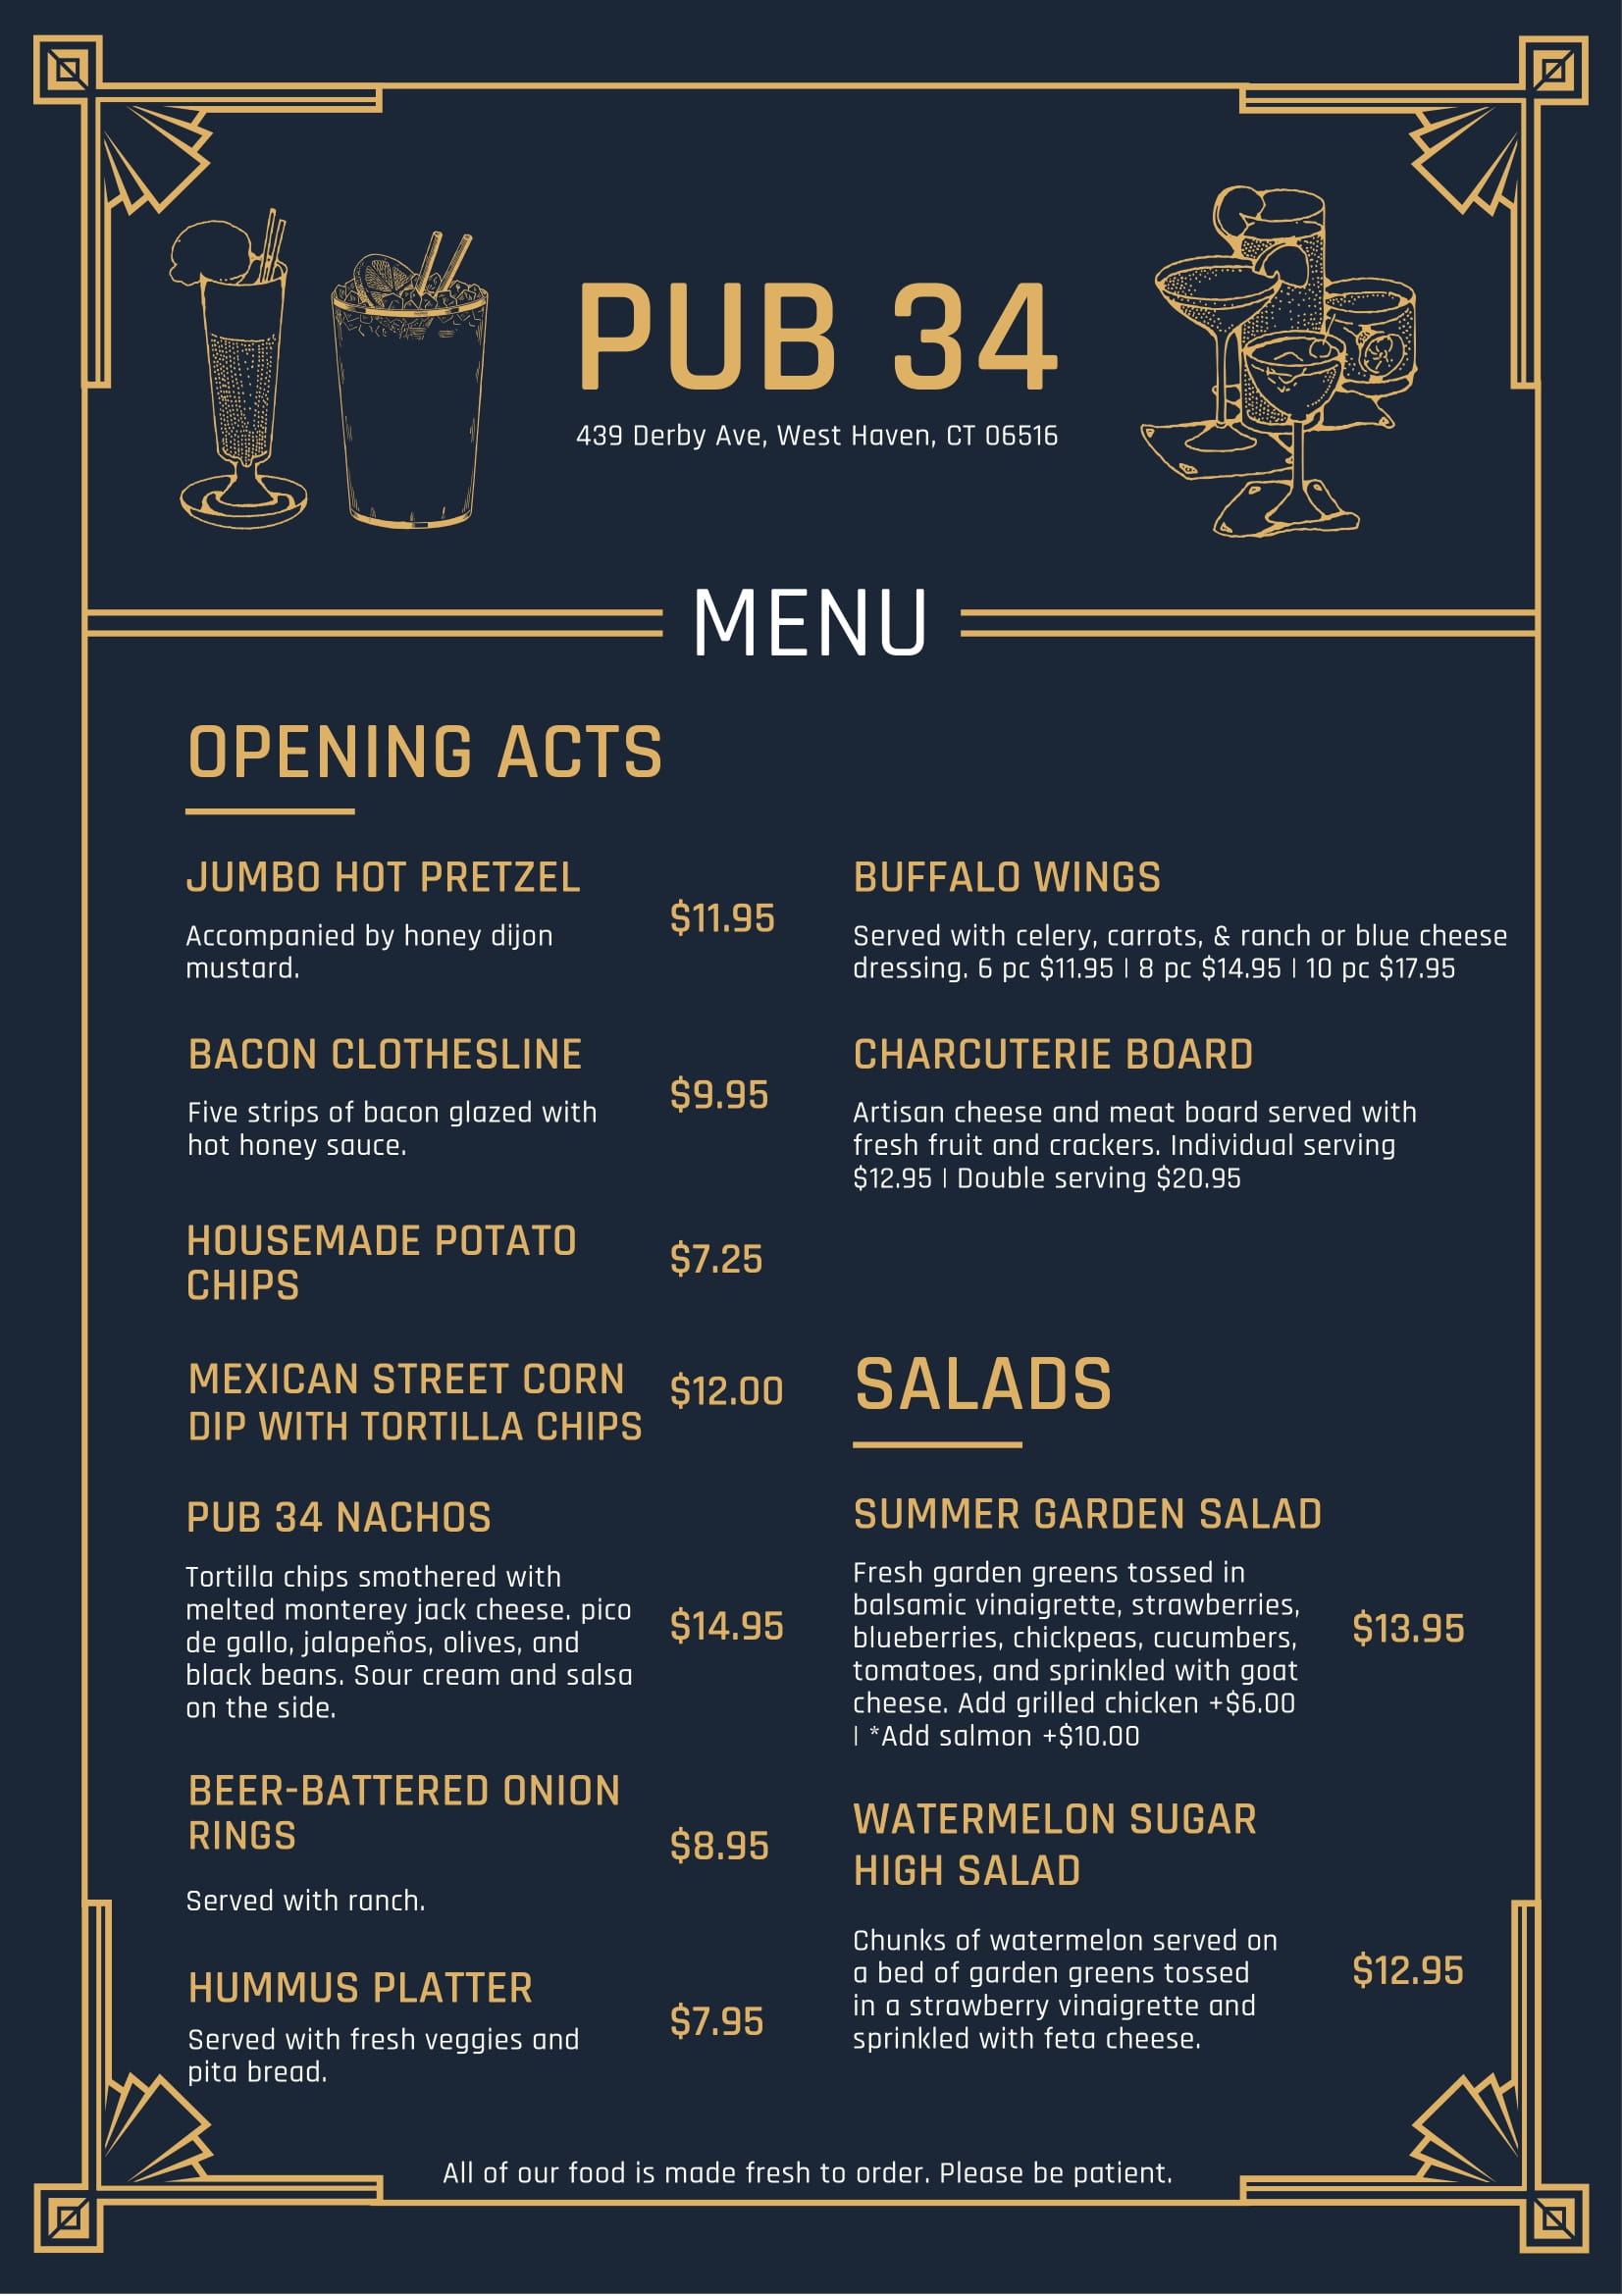 PUB 34
439 Derby Ave, West Haven, CT 06516
MENU
OPENING ACTS
JUMBO HOT PRETZEL
$11.95
Accompanied by honey dijon
mustard.
BACON CLOTHESLINE
$9.95
Five strips of bacon glazed with
hot honey sauce.
HOUSEMADE POTATO
CHIPS
$7.25
MEXICAN STREET CORN
DIP WITH TORTILLA CHIPS
$12.00
PUB 34 NACHOS
Tortilla chips smothered with
melted monterey jack cheese. pico
de gallo, jalapeños, olives, and
black beans. Sour cream and salsa
on the side.
$14.95
BEER-BATTERED ONION
RINGS
$8.95
Served with ranch.
HUMMUS PLATTER
$7.95
Served with fresh veggies and
pita bread.
BUFFALO WINGS
Served with celery, carrots, & ranch or blue cheese
dressing. 6 pc $11.95 | 8 pc $14.95 | 10 pc $17.95
CHARCUTERIE BOARD
Artisan cheese and meat board served with
fresh fruit and crackers. Individual serving
$12.95 | Double serving $20.95
SALADS
SUMMER GARDEN SALAD
Fresh garden greens tossed in
balsamic vinaigrette, strawberries,
blueberries, chickpeas, cucumbers,
tomatoes, and sprinkled with goat
cheese. Add grilled chicken +$6.00
| *Add salmon +$10.00
$13.95
WATERMELON SUGAR
HIGH SALAD
Chunks of watermelon served on
a bed of garden greens tossed
in a strawberry vinaigrette and
sprinkled with feta cheese.
$12.95
All of our food is made fresh to order. Please be patient.